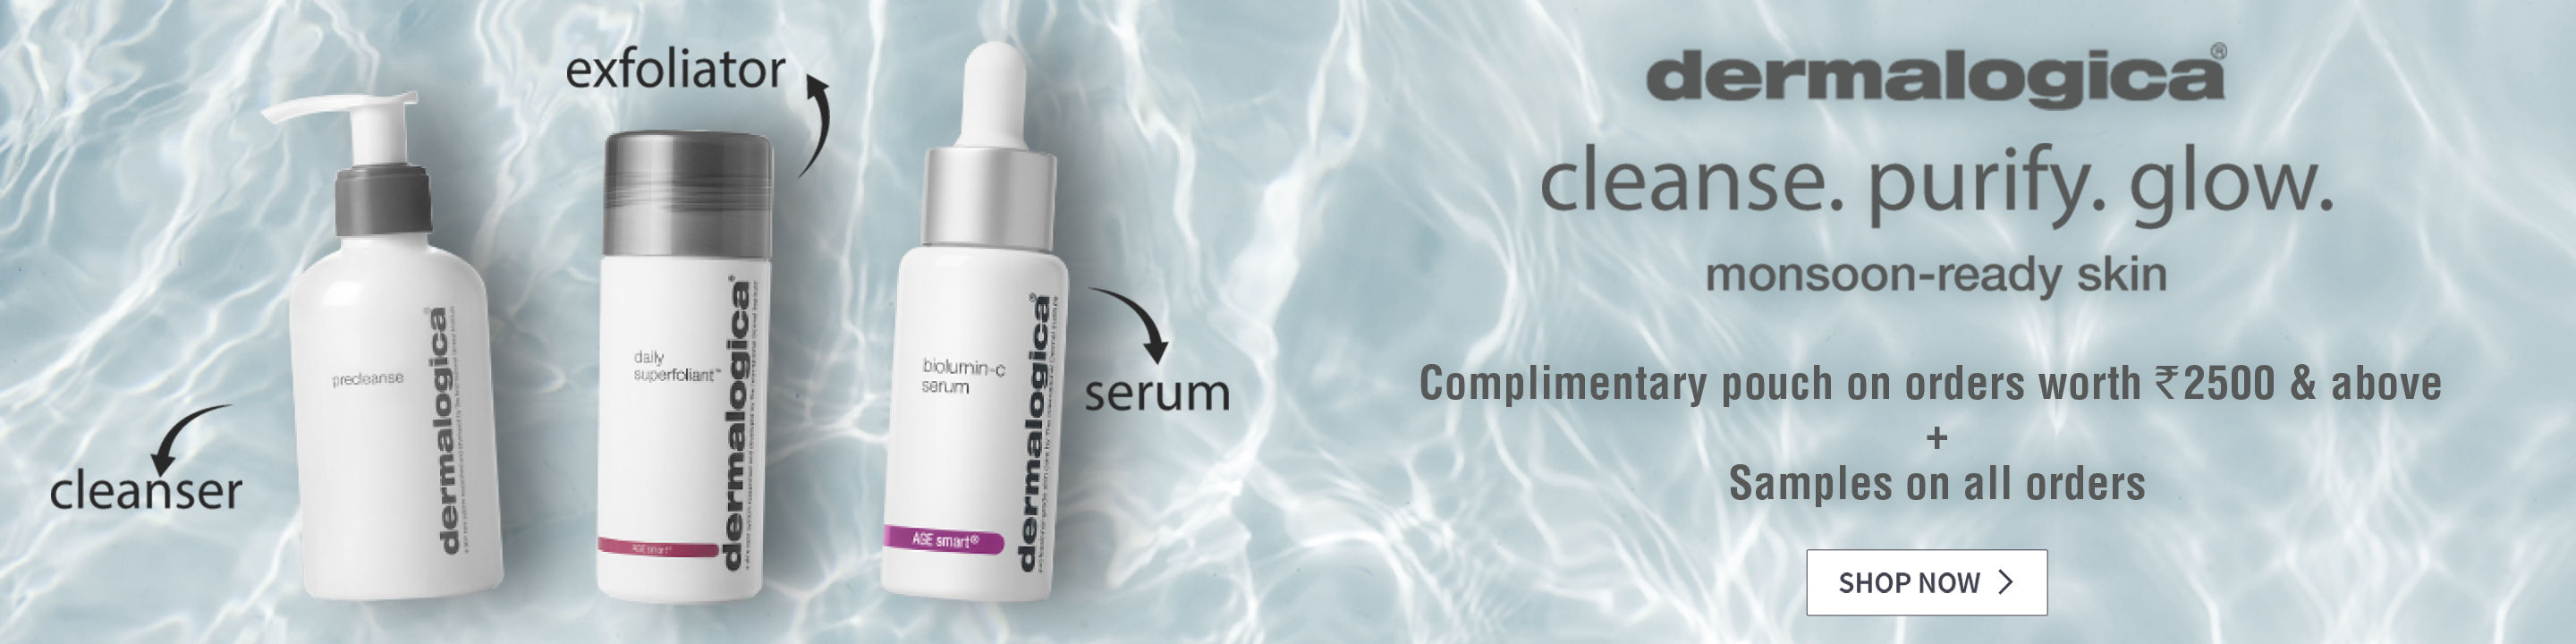 cleanser
precleanse
dermalogica®
exfoliator
daily
superfoliant™
dermalogica®
AGE smart®
biolumin-c
serum
dermalogica®
AGE smart®
serum
dermalogica®
cleanse. purify. glow.
monsoon-ready skin
Complimentary pouch on orders worth ₹2500 & above
+
Samples on all orders
SHOP NOW >